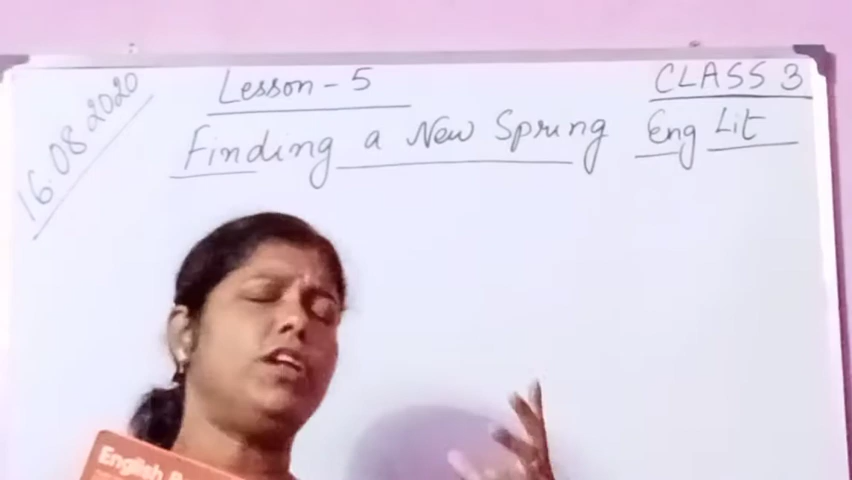 16.08.2020
Lesson - 5
CLASS 3
Finding a New Spring
Eng Lit
English